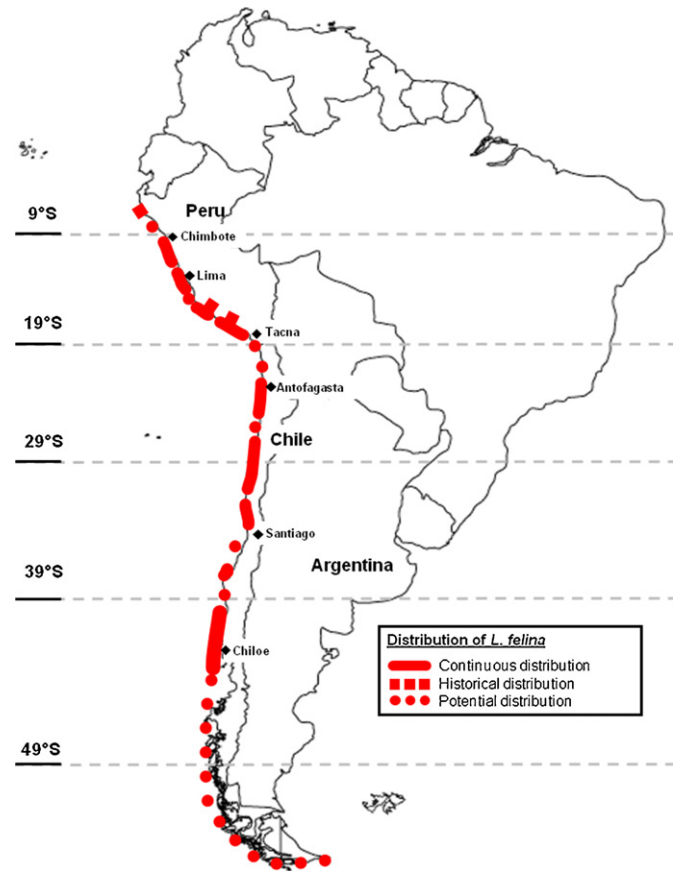 Peru
9°S
Chimbote
Lima
19°S
Tacna
Antofagasta
Chile
29°S
Santiago
Argentina
39°S
Distribution of L. felina
Chiloe
Continuous distribution
Historical distribution
Potential distribution
49°S